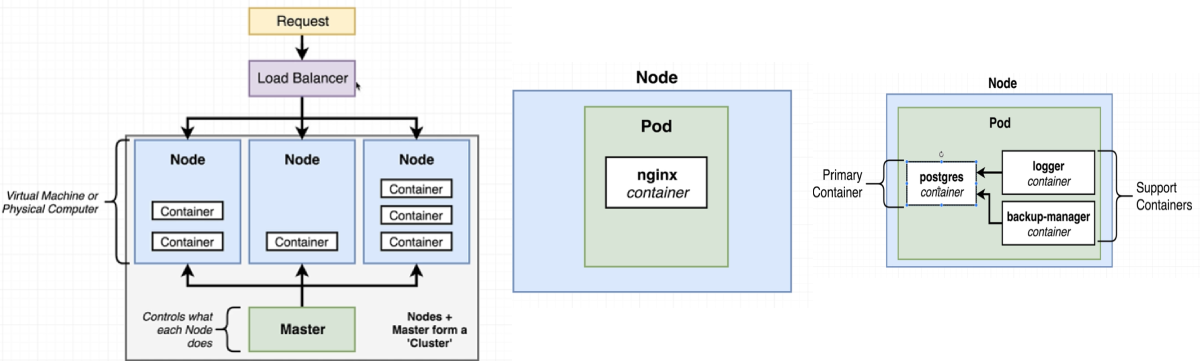 Request
Load Balancer
Node
Node
Node
Container
Container
Container
Container
Container
Container
Virtual Machine or
Physical Computer
Controls what
each Node
does
Master
Nodes +
Master form a
'Cluster'
Node
Pod
nginx
container
Node
Pod
Primary
Container
postgres
container
logger
container
backup-manager
container
Support
Containers